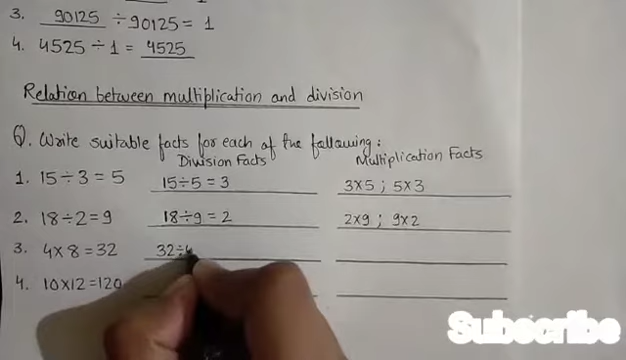 3. 90125 ÷ 90125 = 1
4. 4525 ÷ 1 = 4525
Relation between multiplication and division
Q. Write suitable facts for each of the following:
Division Facts Multiplication Facts
1. 15÷3 = 5 15÷5 = 3 3×5 ; 5×3
2. 18÷2 = 9 18÷9 = 2 2×9 ; 9×2
3. 4×8 = 32 32÷4
4. 10×12 = 120
Subscribe